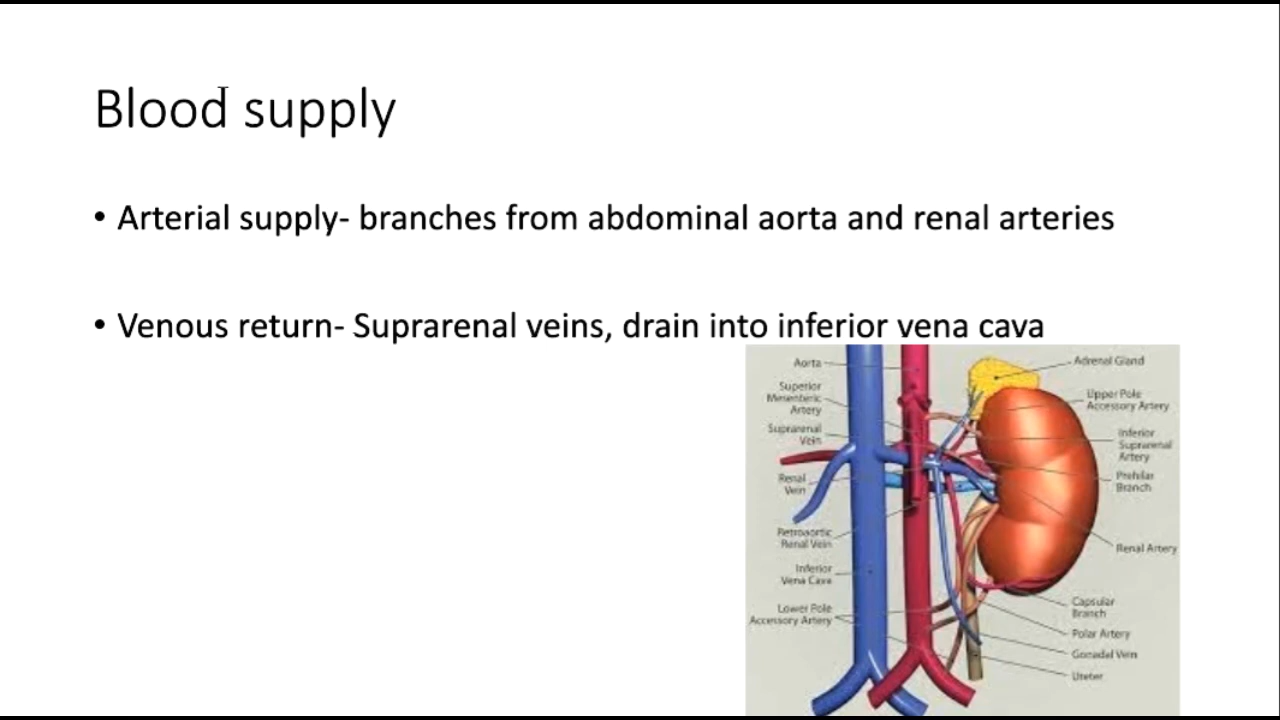 Blood supply
• Arterial supply- branches from abdominal aorta and renal arteries
• Venous return- Suprarenal veins, drain into inferior vena cava
Aorta
Superior
Mesenteric
Artery
Suprarenal
Vein
Renal
Vein
Retroaortic
Renal Vein
Inferior
Vena Cava
Lower Pole
Accessory Artery
Adrenal Gland
Upper Pole
Accessory Artery
Inferior
Suprarenal
Artery
Prehilar
Branch
Renal Artery
Capsular
Branch
Polar Artery
Gonadal Vein
Ureter